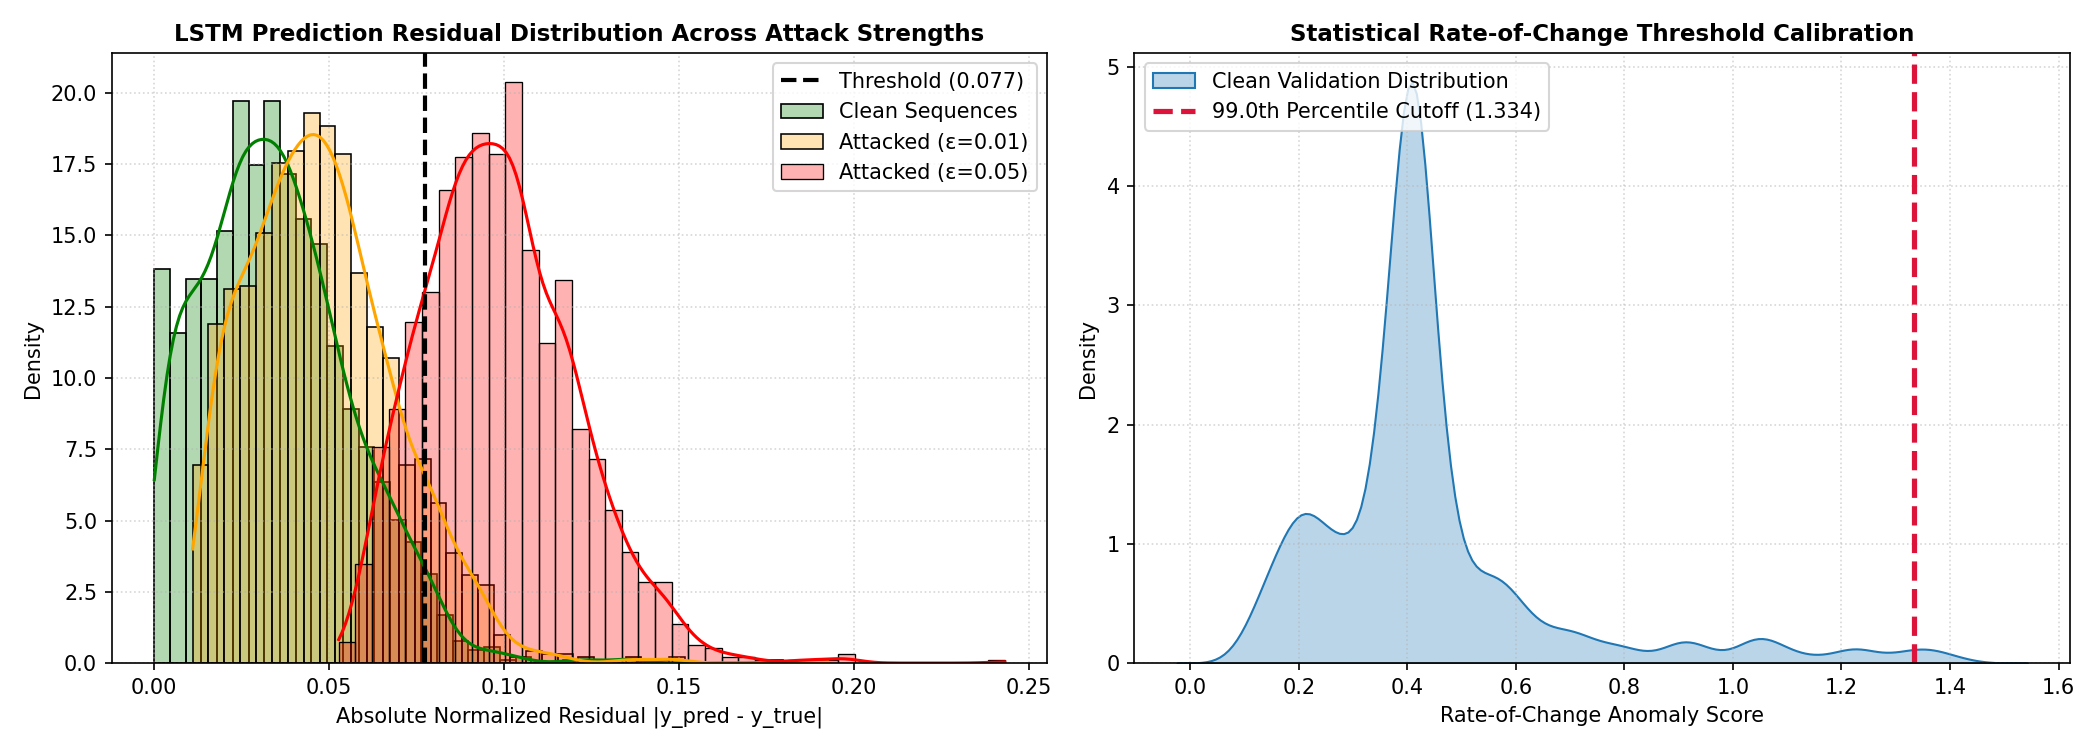 LSTM Prediction Residual Distribution Across Attack Strengths
Threshold (0.077)
Clean Sequences
Attacked (ε=0.01)
Attacked (ε=0.05)
Density
20.0
17.5
15.0
12.5
10.0
7.5
5.0
2.5
0.0
0.00 0.05 0.10 0.15 0.20 0.25
Absolute Normalized Residual |y_pred - y_true|
Statistical Rate-of-Change Threshold Calibration
Clean Validation Distribution
99.0th Percentile Cutoff (1.334)
Density
5
4
3
2
1
0
0.0 0.2 0.4 0.6 0.8 1.0 1.2 1.4 1.6
Rate-of-Change Anomaly Score